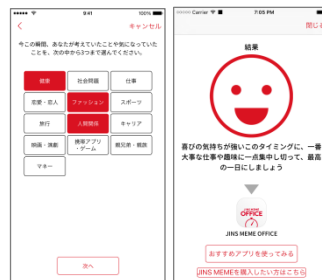 9:41
100%
キャンセル
今この瞬間、あなたが考えていたことや気になっていた
ことを、次の中から3つまで選んでください。
健康
社会問題
仕事
恋愛・恋人
ファッション
スポーツ
旅行
人間関係
キャリア
映画・演劇
携帯アプリ
・ゲーム
親兄弟・親族
マネー
次へ
Carrier
7:05 PM
閉じる
結果
喜びの気持ちが強いこのタイミングに、一番
大事な仕事や趣味に一点集中し切って、最高
の一日にしましょう
JINS MEME
OFFICE
JINS MEME OFFICE
おすすめアプリを使ってみる
JINS MEMEを購入したい方はこちら